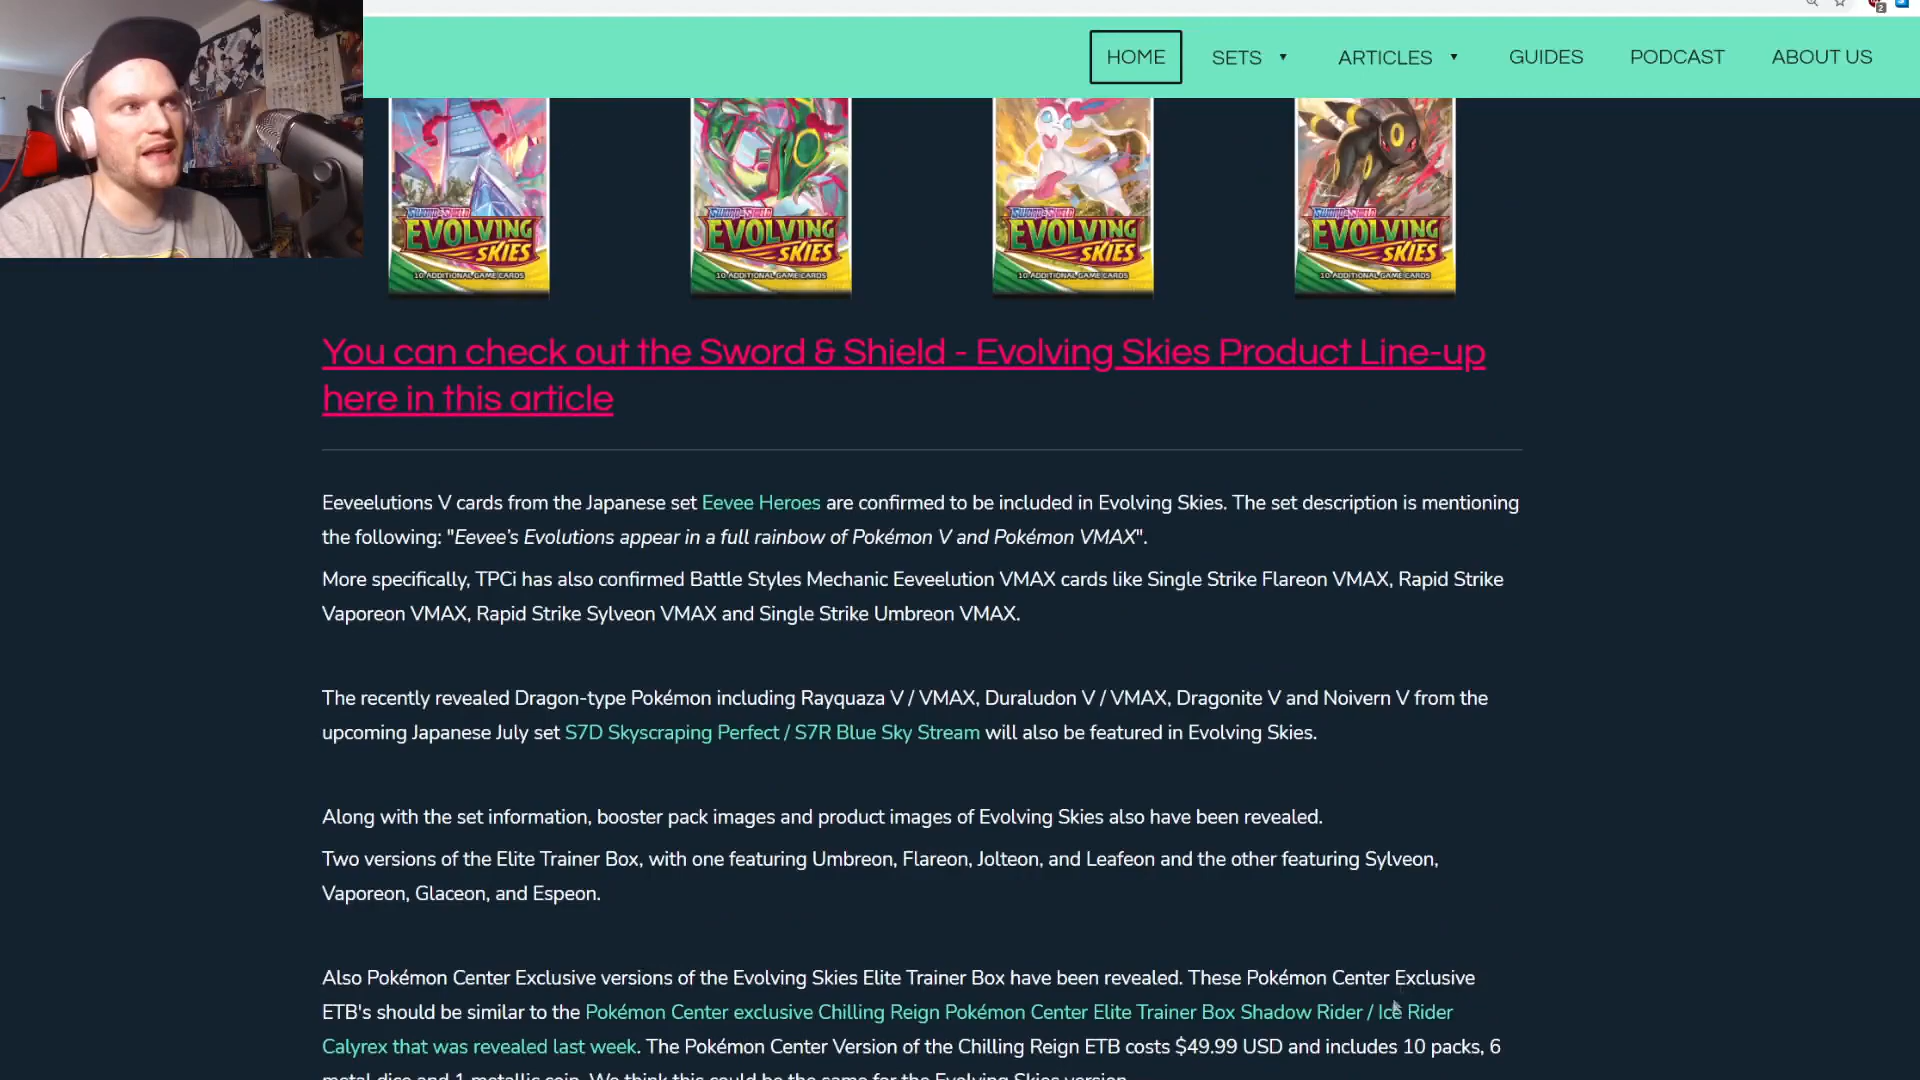 HOME SETS ARTICLES GUIDES PODCAST ABOUT US
SWORD & SHIELD SWORD & SHIELD SWORD & SHIELD SWORD & SHIELD
EVOLVING SKIES EVOLVING SKIES EVOLVING SKIES EVOLVING SKIES
10 ADDITIONAL GAME CARDS 10 ADDITIONAL GAME CARDS 10 ADDITIONAL GAME CARDS 10 ADDITIONAL GAME CARDS
You can check out the Sword & Shield - Evolving Skies Product Line-up
here in this article
Eeveelutions V cards from the Japanese set Eevee Heroes are confirmed to be included in Evolving Skies. The set description is mentioning
the following: "Eevee’s Evolutions appear in a full rainbow of Pokémon V and Pokémon VMAX".
More specifically, TPCi has also confirmed Battle Styles Mechanic Eeveelution VMAX cards like Single Strike Flareon VMAX, Rapid Strike
Vaporeon VMAX, Rapid Strike Sylveon VMAX and Single Strike Umbreon VMAX.
The recently revealed Dragon-type Pokémon including Rayquaza V / VMAX, Duraludon V / VMAX, Dragonite V and Noivern V from the
upcoming Japanese July set S7D Skyscraping Perfect / S7R Blue Sky Stream will also be featured in Evolving Skies.
Along with the set information, booster pack images and product images of Evolving Skies also have been revealed.
Two versions of the Elite Trainer Box, with one featuring Umbreon, Flareon, Jolteon, and Leafeon and the other featuring Sylveon,
Vaporeon, Glaceon, and Espeon.
Also Pokémon Center Exclusive versions of the Evolving Skies Elite Trainer Box have been revealed. These Pokémon Center Exclusive
ETB's should be similar to the Pokémon Center exclusive Chilling Reign Pokémon Center Elite Trainer Box Shadow Rider / Ice Rider
Calyrex that was revealed last week. The Pokémon Center Version of the Chilling Reign ETB costs $49.99 USD and includes 10 packs, 6
metal dice and 1 metallic coin. We think this could be the same for the Evolving Skies version.